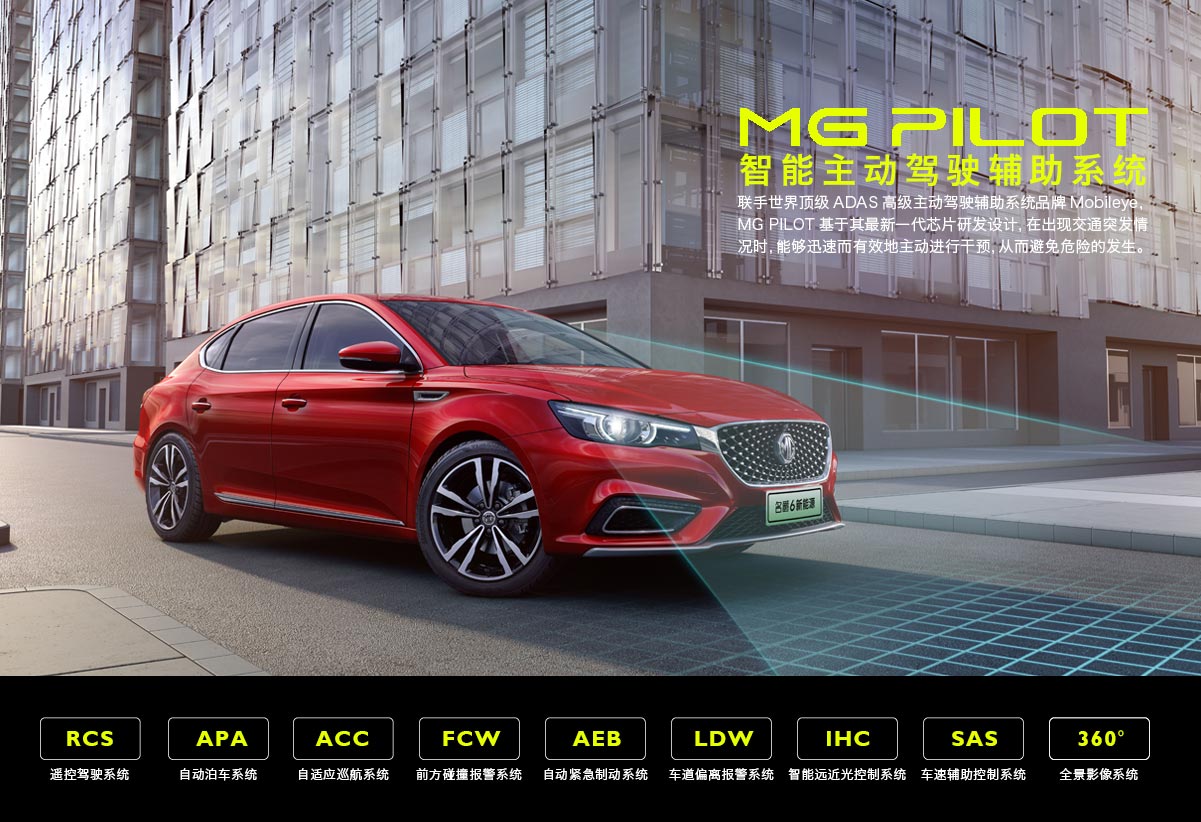 MG PILOT
智能主动驾驶辅助系统
联手世界顶级 ADAS 高级主动驾驶辅助系统品牌 Mobileye,
MG PILOT 基于其最新一代芯片研发设计, 在出现交通突发情
况时, 能够迅速而有效地主动进行干预, 从而避免危险的发生。
MG
名爵6新能源
RCS APA ACC FCW AEB LDW IHC SAS 360°
遥控驾驶系统 自动泊车系统 自适应巡航系统 前方碰撞报警系统 自动紧急制动系统 车道偏离报警系统 智能远近光控制系统 车速辅助控制系统 全景影像系统